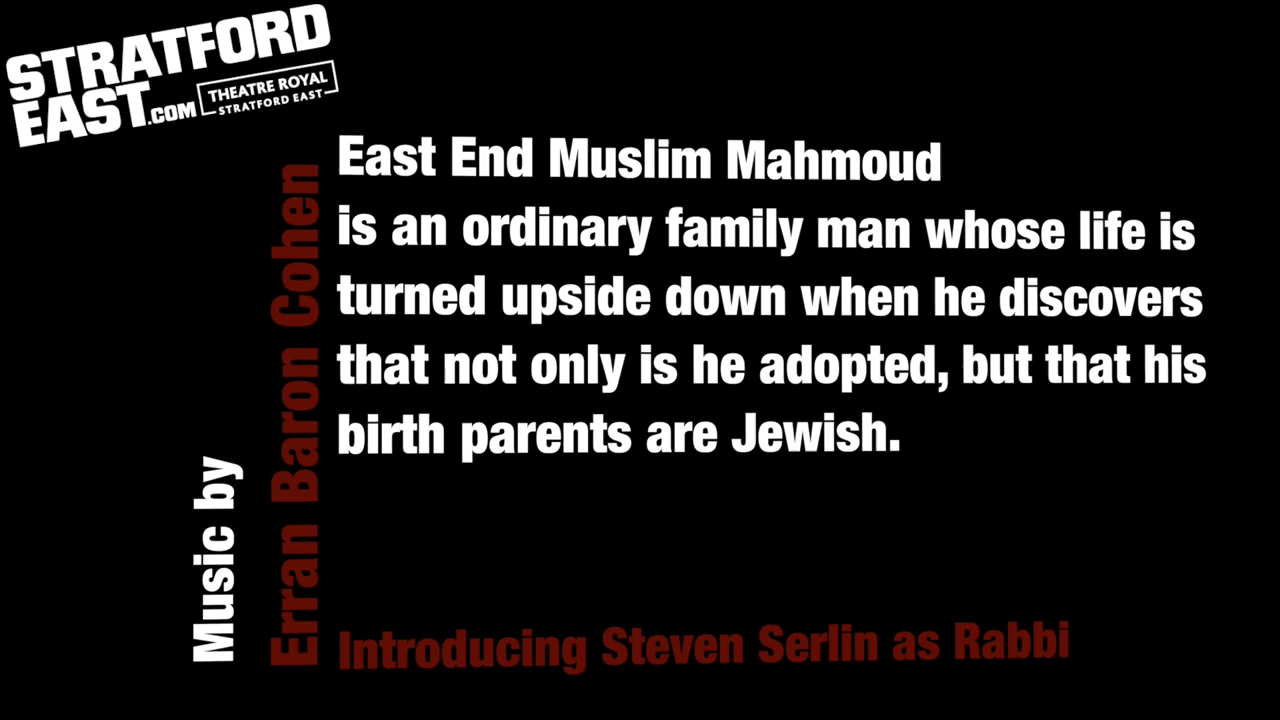 STRATFORD
EAST.COM
THEATRE ROYAL
STRATFORD EAST
East End Muslim Mahmoud
is an ordinary family man whose life is
turned upside down when he discovers
that not only is he adopted, but that his
birth parents are Jewish.
Music by
Erran Baron Cohen
Introducing Steven Serlin as Rabbi